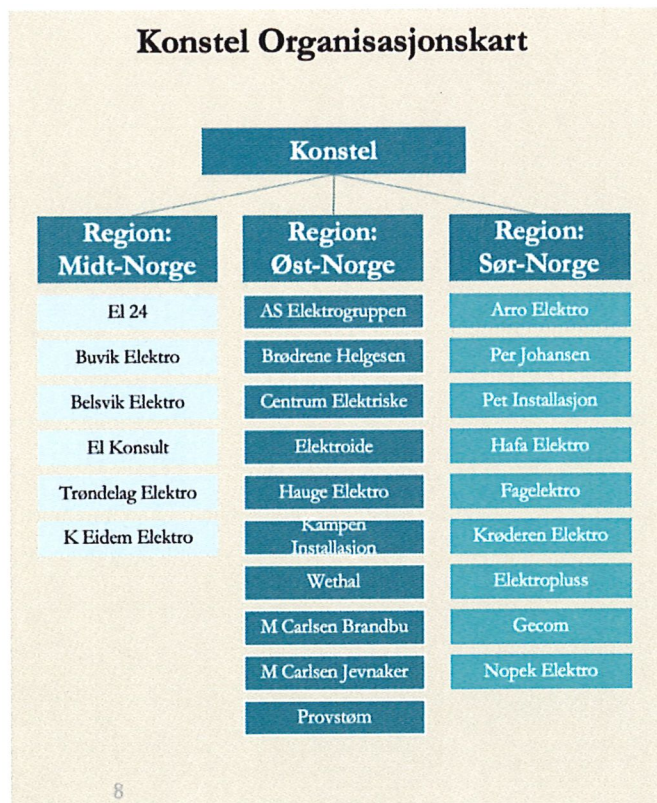 Konstel Organisasjonskart
Konstel
Region:
Midt-Norge
El 24
Buvik Elektro
Belsvik Elektro
El Konsult
Trøndelag Elektro
K Eidem Elektro
Region:
Øst-Norge
AS Elektrogruppen
Brødrene Helgesen
Centrum Elektriske
Elektroide
Hauge Elektro
Kampen
Installasjon
Wethal
M Carlsen Brandbu
M Carlsen Jevnaker
Provstøm
Region:
Sør-Norge
Arro Elektro
Per Johansen
Pet Installasjon
Hafa Elektro
Fagelektro
Krøderen Elektro
Elektropluss
Gecom
Nopek Elektro
8